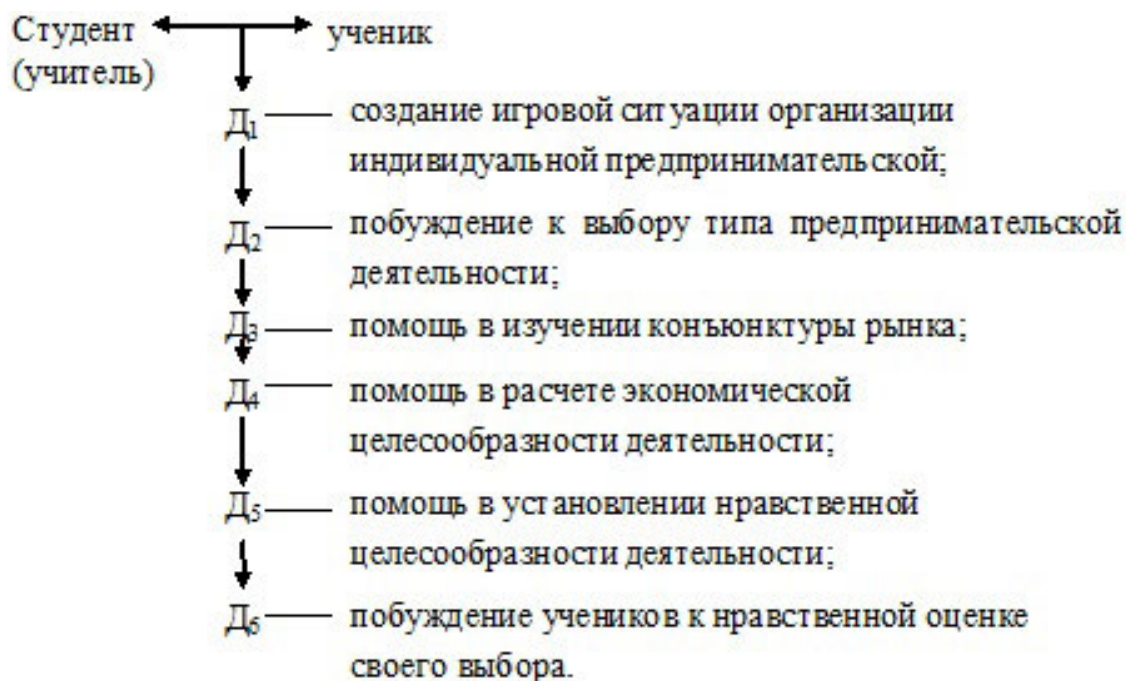 Студент ученик
(учитель)
Д1 создание игровой ситуации организации
индивидуальной предпринимательской;
Д2 побуждение к выбору типа предпринимательской
деятельности;
Д3 помощь в изучении конъюнктуры рынка;
Д4 помощь в расчете экономической
целесообразности деятельности;
Д5 помощь в установлении нравственной
целесообразности деятельности;
Д6 побуждение учеников к нравственной оценке
своего выбора.